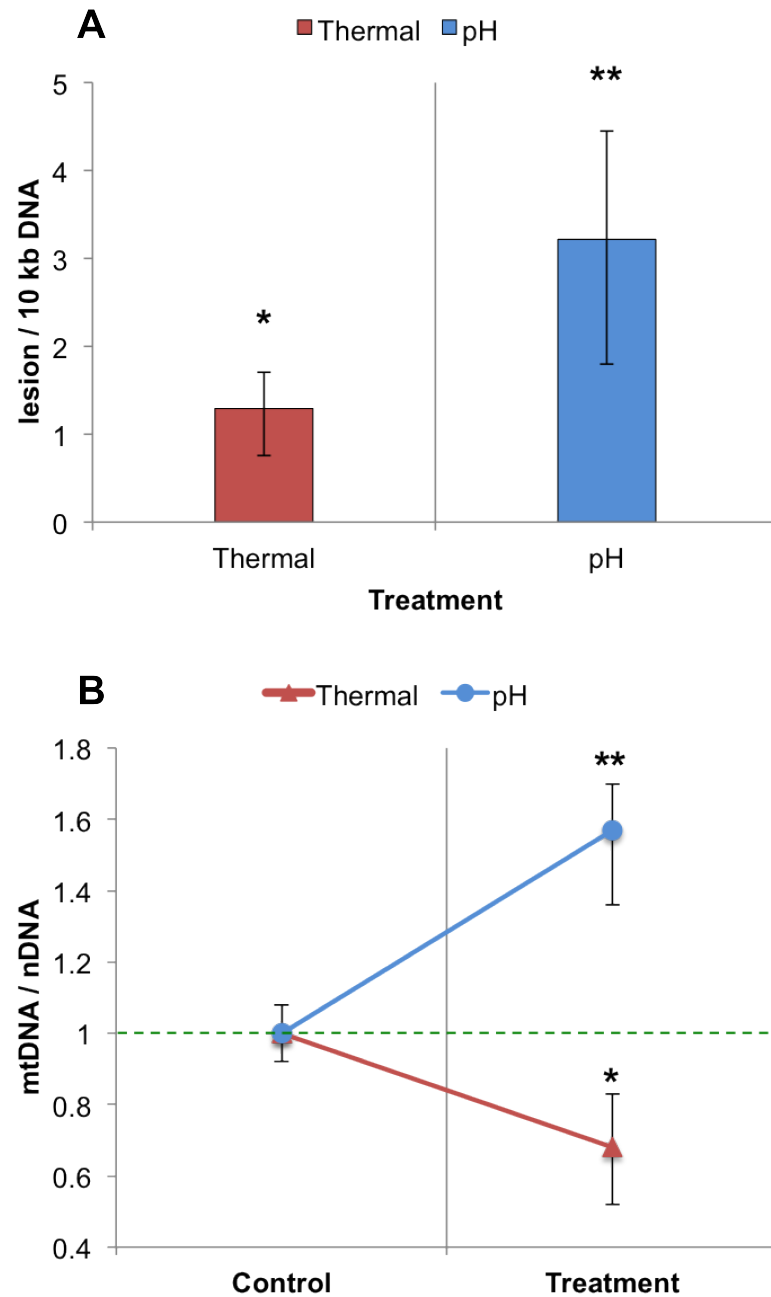 A
Thermal pH
lesion / 10 kb DNA
5
4
3
2
1
0
*
**
Thermal pH
Treatment
B
Thermal pH
mtDNA / nDNA
1.8
1.6
1.4
1.2
1
0.8
0.6
0.4
**
*
Control Treatment